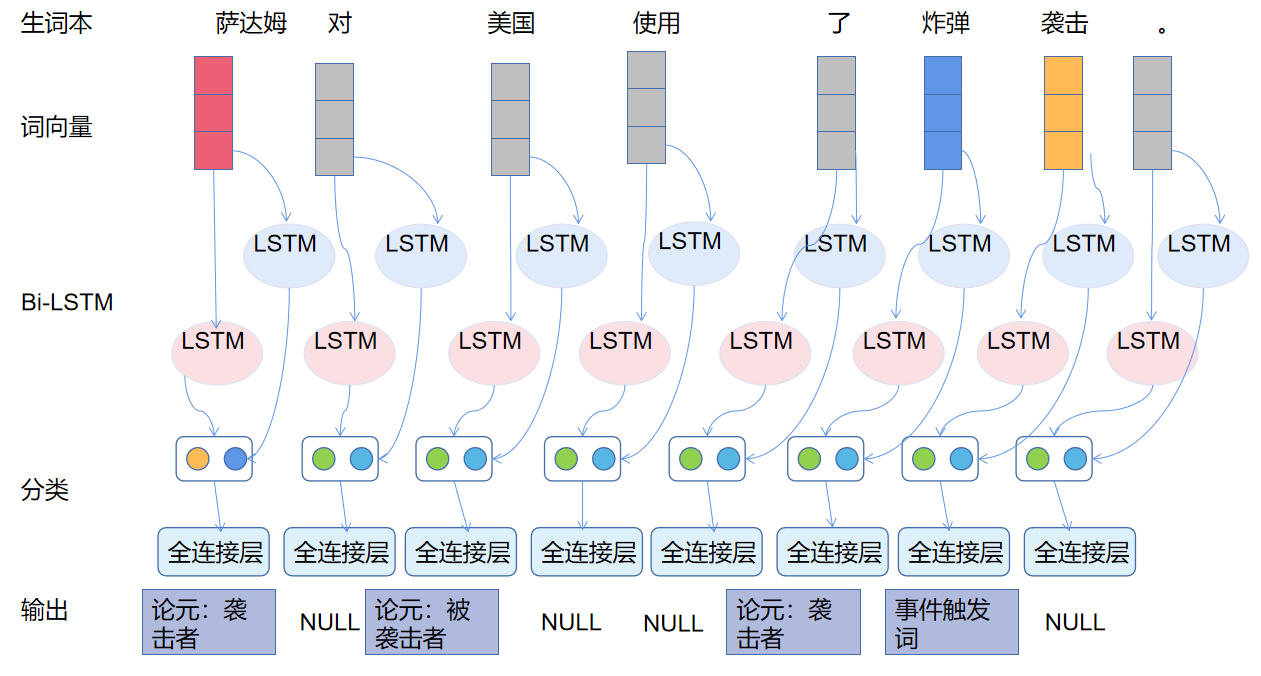 生词本 萨达姆 对 美国 使用 了 炸弹 袭击 。
词向量
LSTM LSTM LSTM LSTM LSTM LSTM LSTM LSTM
Bi-LSTM
LSTM LSTM LSTM LSTM LSTM LSTM LSTM LSTM
分类
全连接层 全连接层 全连接层 全连接层 全连接层 全连接层 全连接层 全连接层
输出
论元：袭
击者
NULL
论元：被
袭击者
NULL
NULL
论元：袭
击者
事件触发
词
NULL